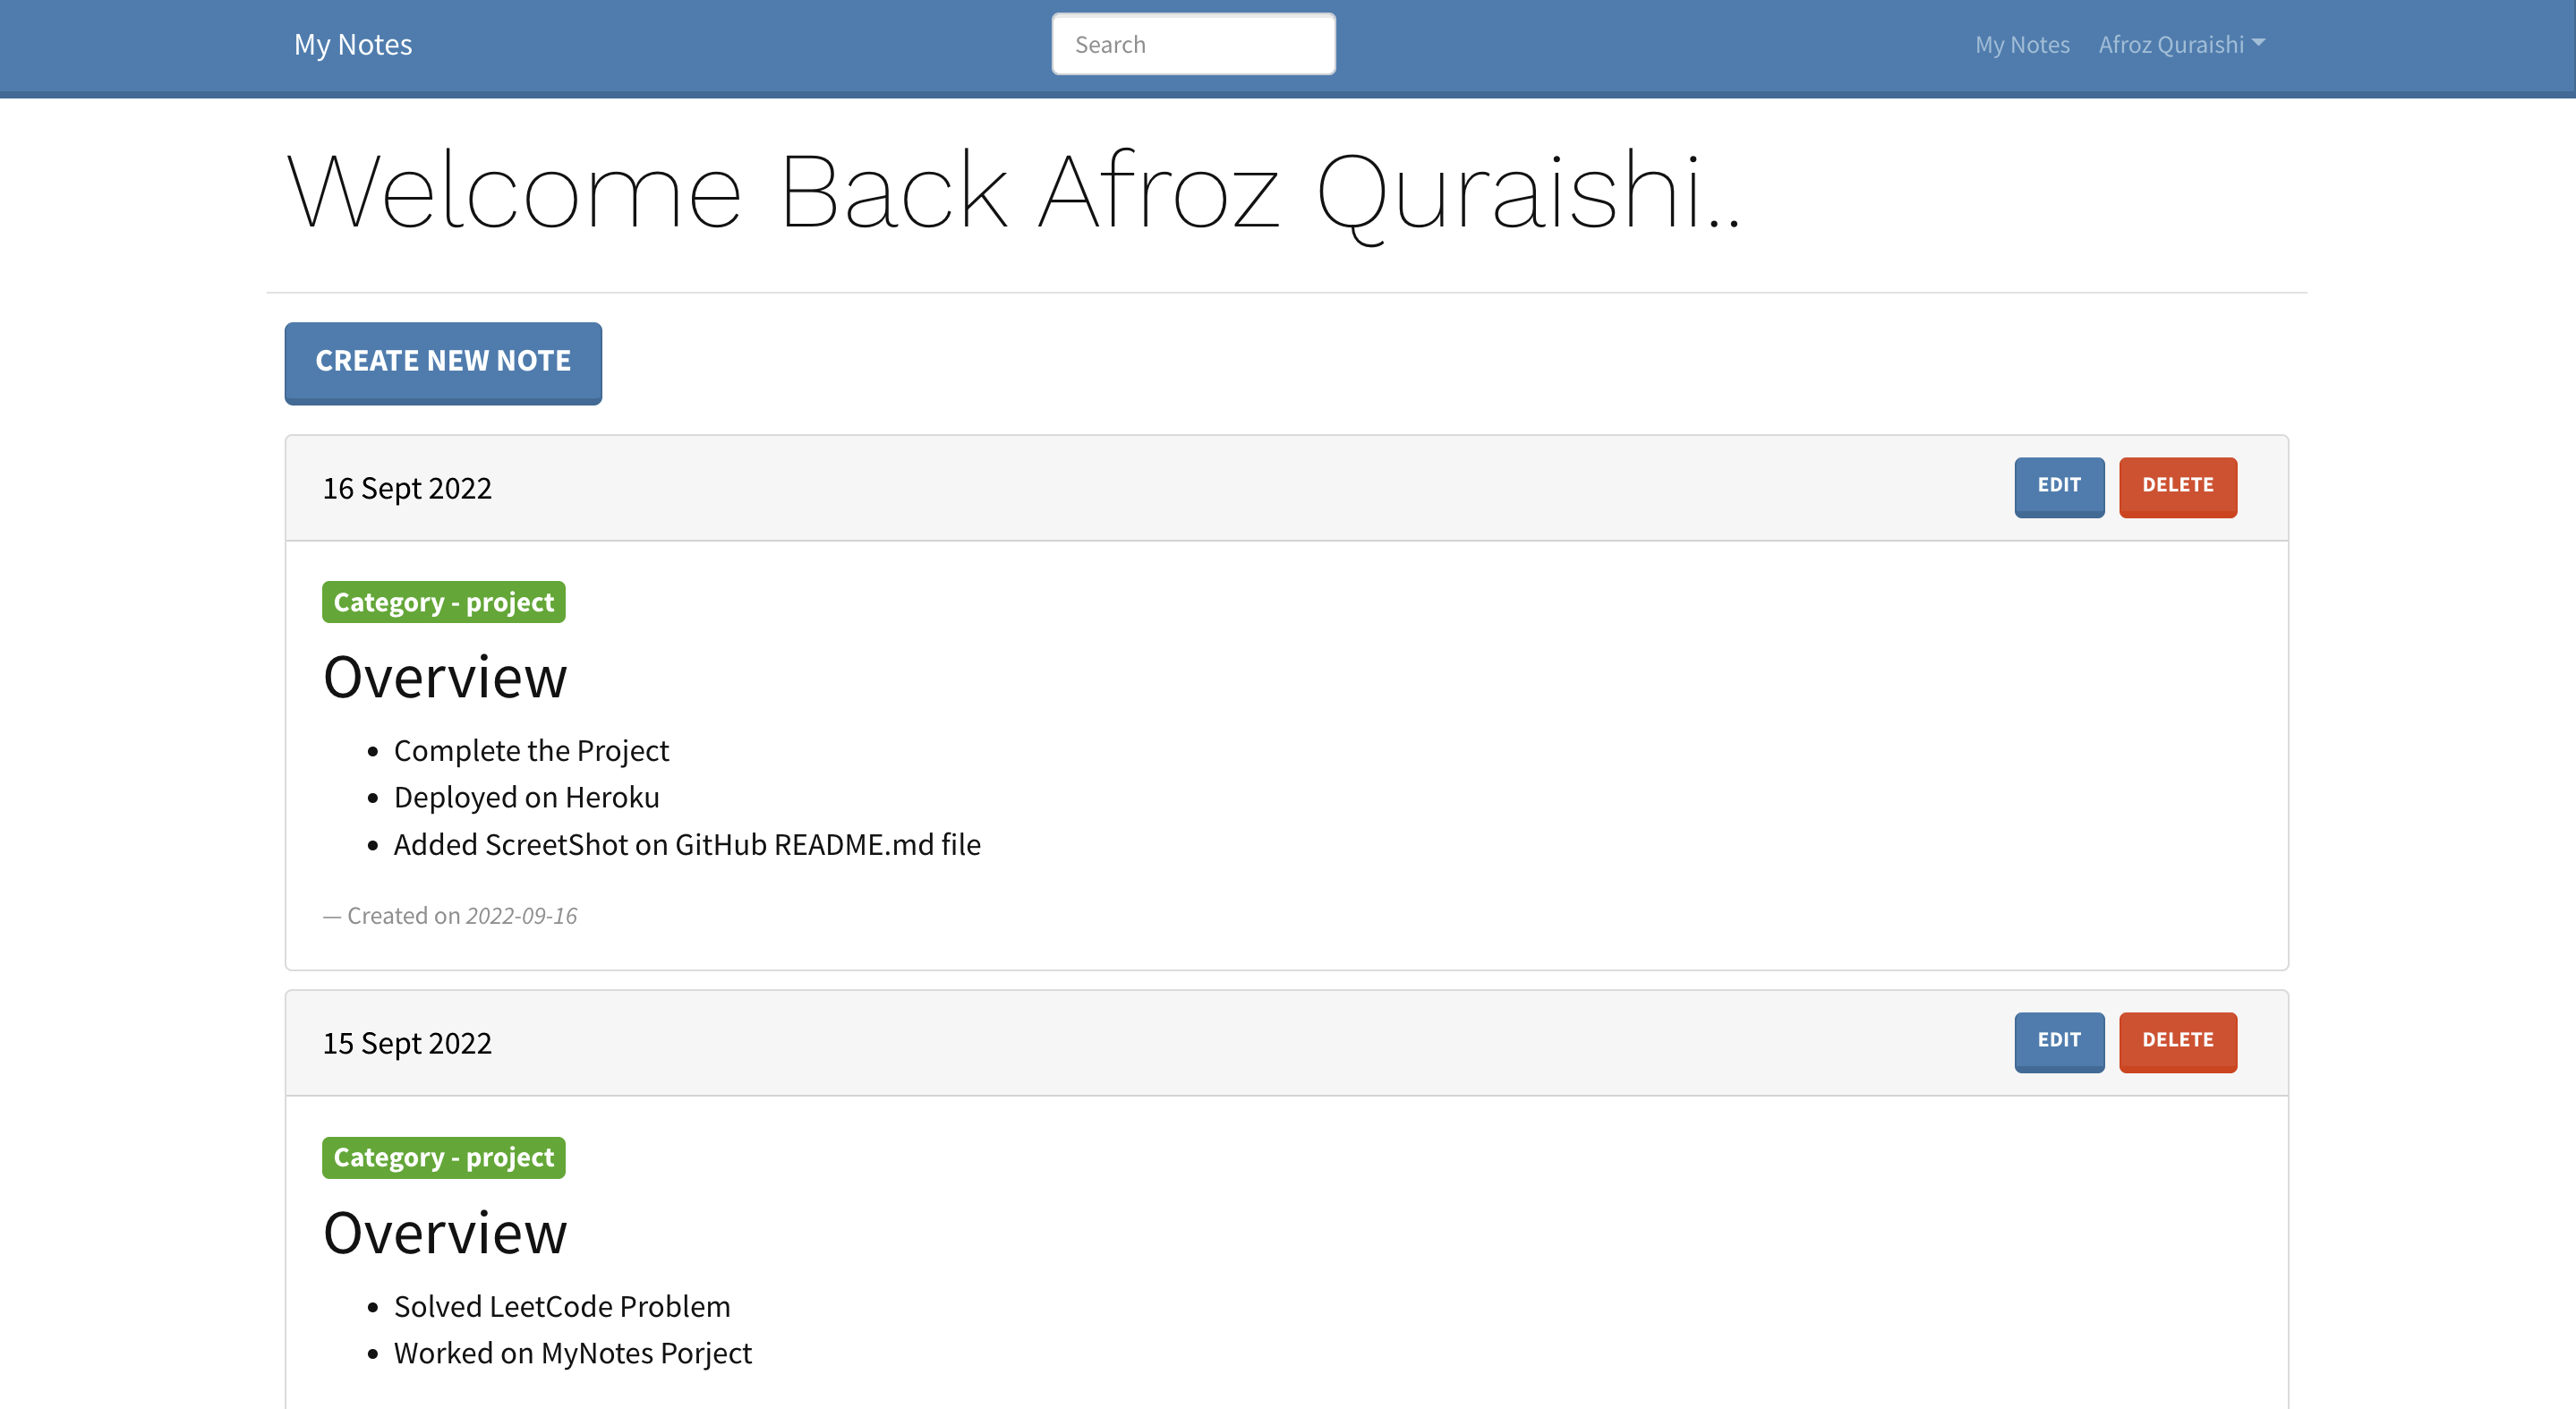 My Notes
Search
My Notes
Afroz Quraishi
Welcome Back Afroz Quraishi..
CREATE NEW NOTE
16 Sept 2022
EDIT
DELETE
Category - project
Overview
• Complete the Project
• Deployed on Heroku
• Added ScreetShot on GitHub README.md file
— Created on 2022-09-16
15 Sept 2022
EDIT
DELETE
Category - project
Overview
• Solved LeetCode Problem
• Worked on MyNotes Porject